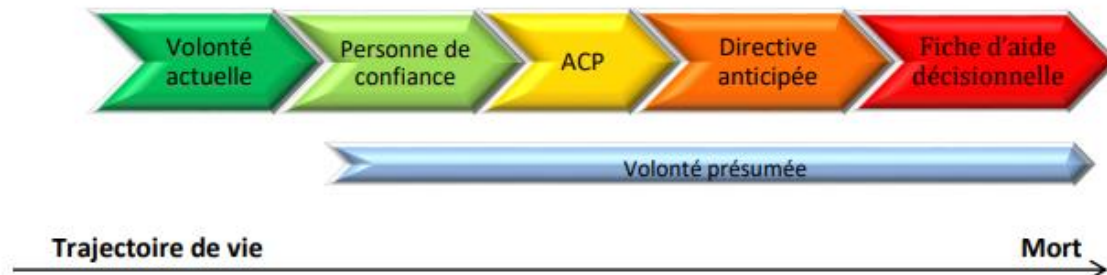 Volonté
actuelle
Personne de
confiance
ACP
Directive
anticipée
Fiche d'aide
décisionnelle
Volonté présumée
Trajectoire de vie
Mort